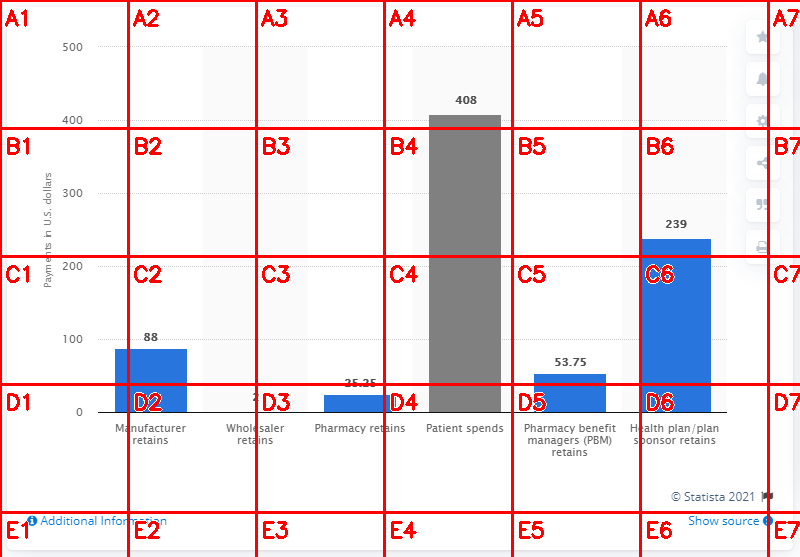 A1 A2 A3 A4 A5 A6 A7
500
408
400
B1 B2 B3 B4 B5 B6 B7
Payments in U.S. dollars
300
239
200
C1 C2 C3 C4 C5 C6 C7
100
88
53.75
25.25
D1 D2 D3 D4 D5 D6 D7
2
0
Manufacturer retains
Wholesaler retains
Pharmacy retains
Patient spends
Pharmacy benefit managers (PBM) retains
Health plan/plan sponsor retains
© Statista 2021
Additional Information
Show source
E1 E2 E3 E4 E5 E6 E7